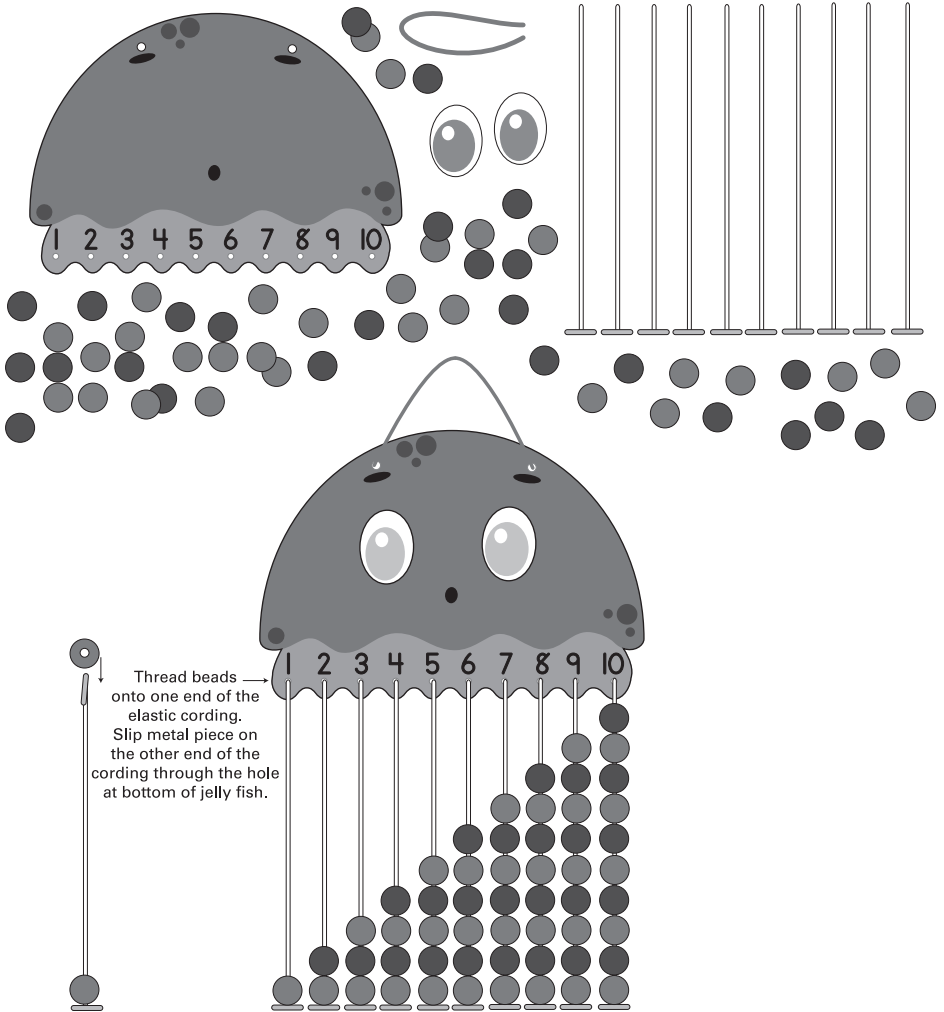 1 2 3 4 5 6 7 8 9 10
1 2 3 4 5 6 7 8 9 10
Thread beads
onto one end of the
elastic cording.
Slip metal piece on
the other end of the
cording through the hole
at bottom of jelly fish.